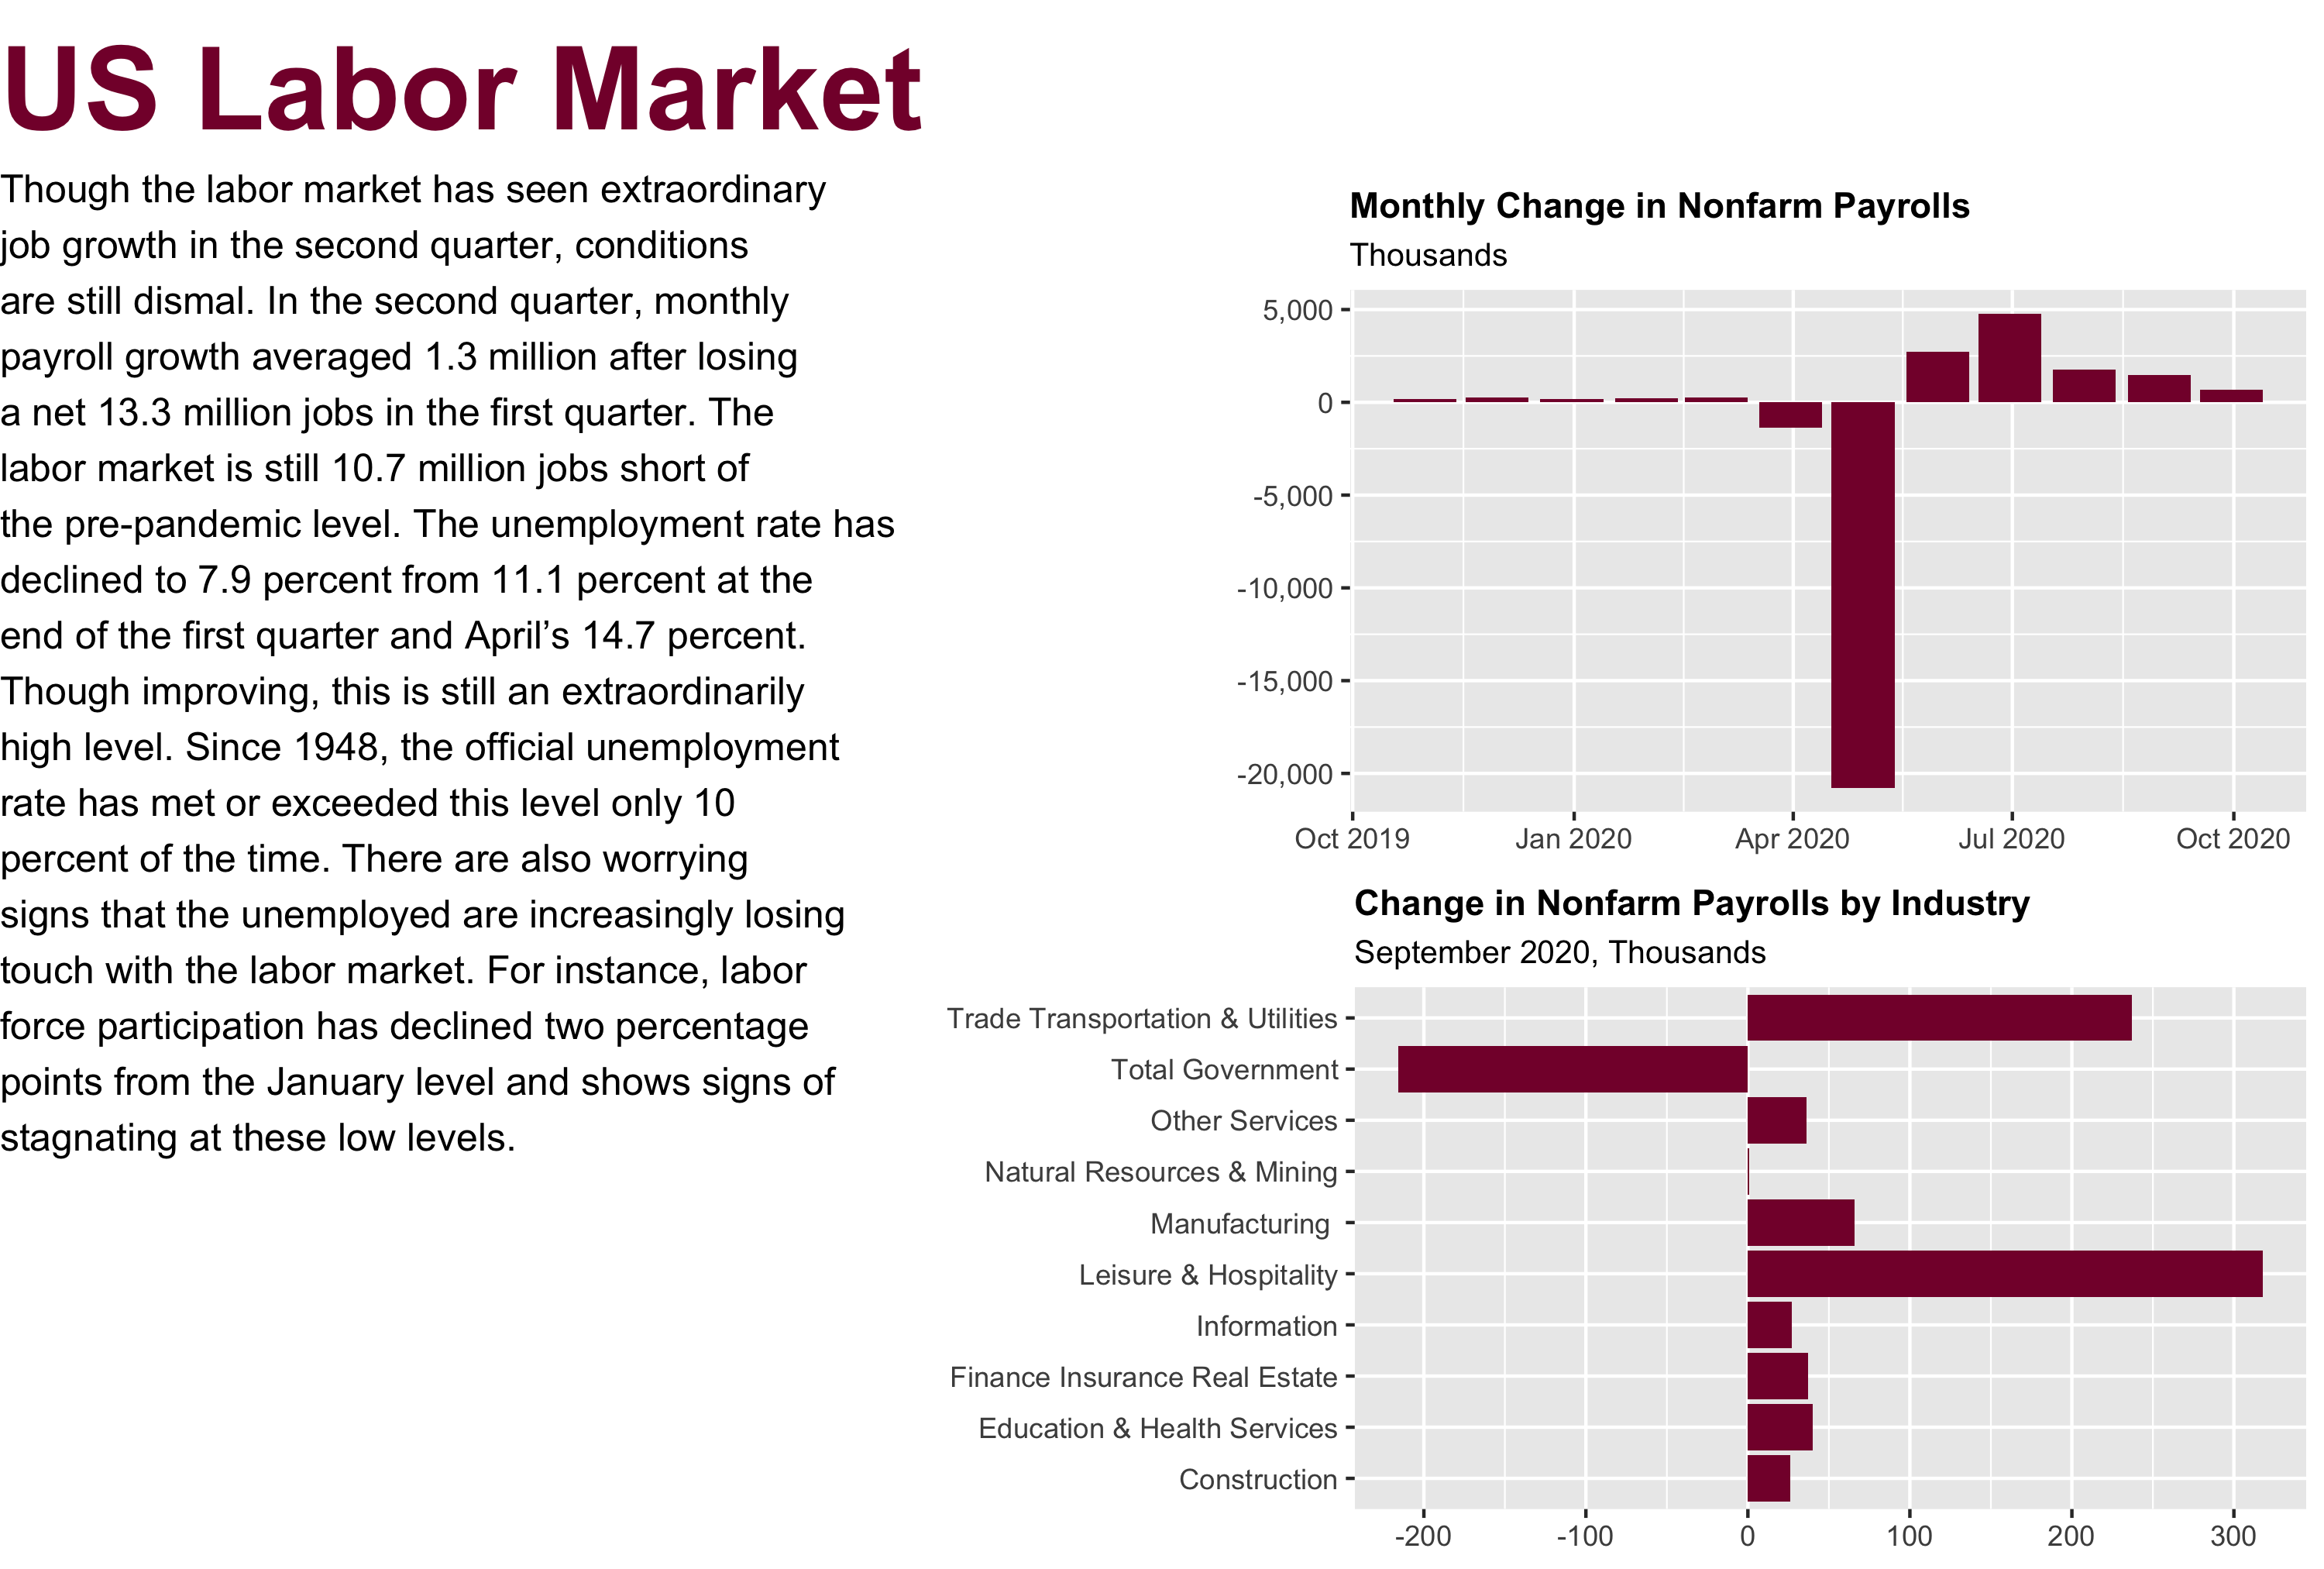 US Labor Market
Though the labor market has seen extraordinary
job growth in the second quarter, conditions
are still dismal. In the second quarter, monthly
payroll growth averaged 1.3 million after losing
a net 13.3 million jobs in the first quarter. The
labor market is still 10.7 million jobs short of
the pre-pandemic level. The unemployment rate has
declined to 7.9 percent from 11.1 percent at the
end of the first quarter and April’s 14.7 percent.
Though improving, this is still an extraordinarily
high level. Since 1948, the official unemployment
rate has met or exceeded this level only 10
percent of the time. There are also worrying
signs that the unemployed are increasingly losing
touch with the labor market. For instance, labor
force participation has declined two percentage
points from the January level and shows signs of
stagnating at these low levels.
Monthly Change in Nonfarm Payrolls
Thousands
5,000
0
-5,000
-10,000
-15,000
-20,000
Oct 2019 Jan 2020 Apr 2020 Jul 2020 Oct 2020
Change in Nonfarm Payrolls by Industry
September 2020, Thousands
Trade Transportation & Utilities
Total Government
Other Services
Natural Resources & Mining
Manufacturing
Leisure & Hospitality
Information
Finance Insurance Real Estate
Education & Health Services
Construction
-200 -100 0 100 200 300